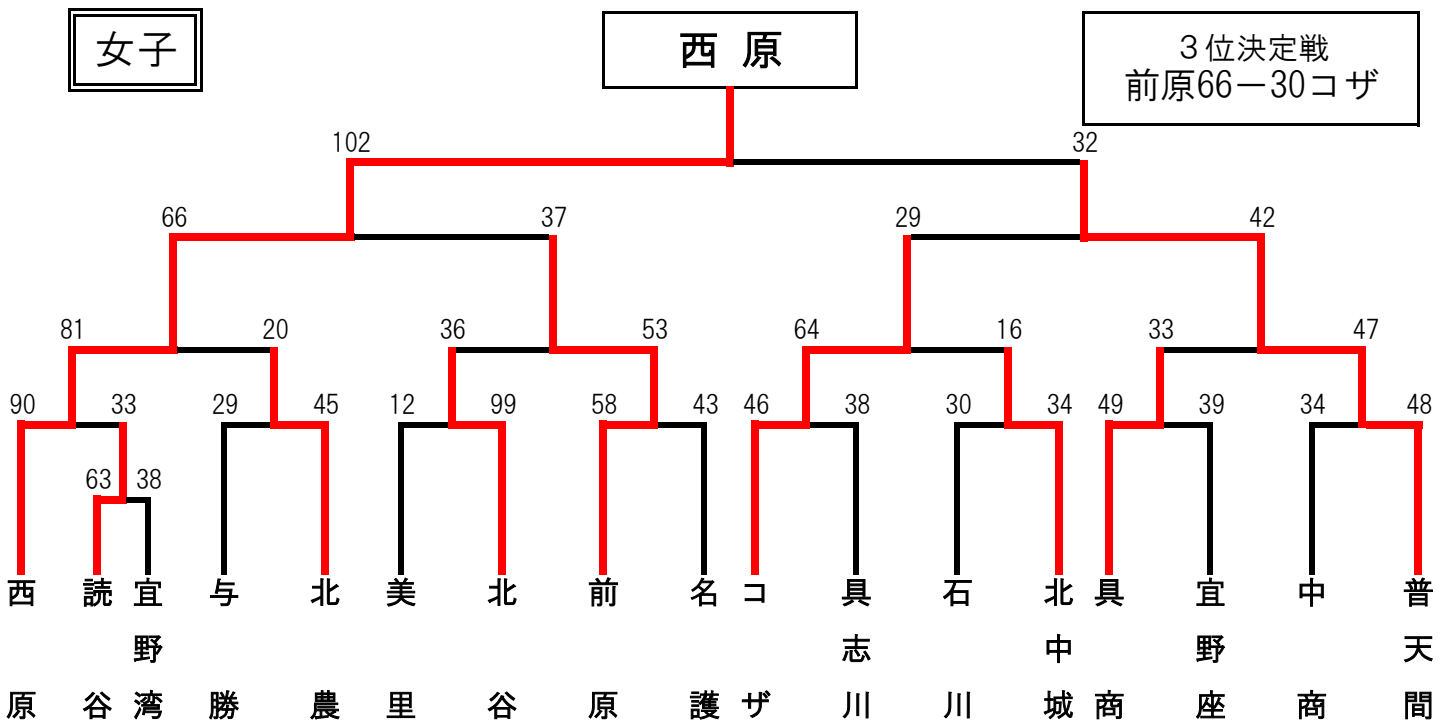 女子
西原
３位決定戦
前原66－30コザ
102 32
66 37 29 42
81 20 36 53 64 16 33 47
90 33 29 45 12 99 58 43 46 38 30 34 49 39 34 48
63 38
西原
読谷
宜野湾
与勝
北農
美里
北谷
前原
名護
コザ
具志川
石川
北中城
具商
宜野座
中商
普天間